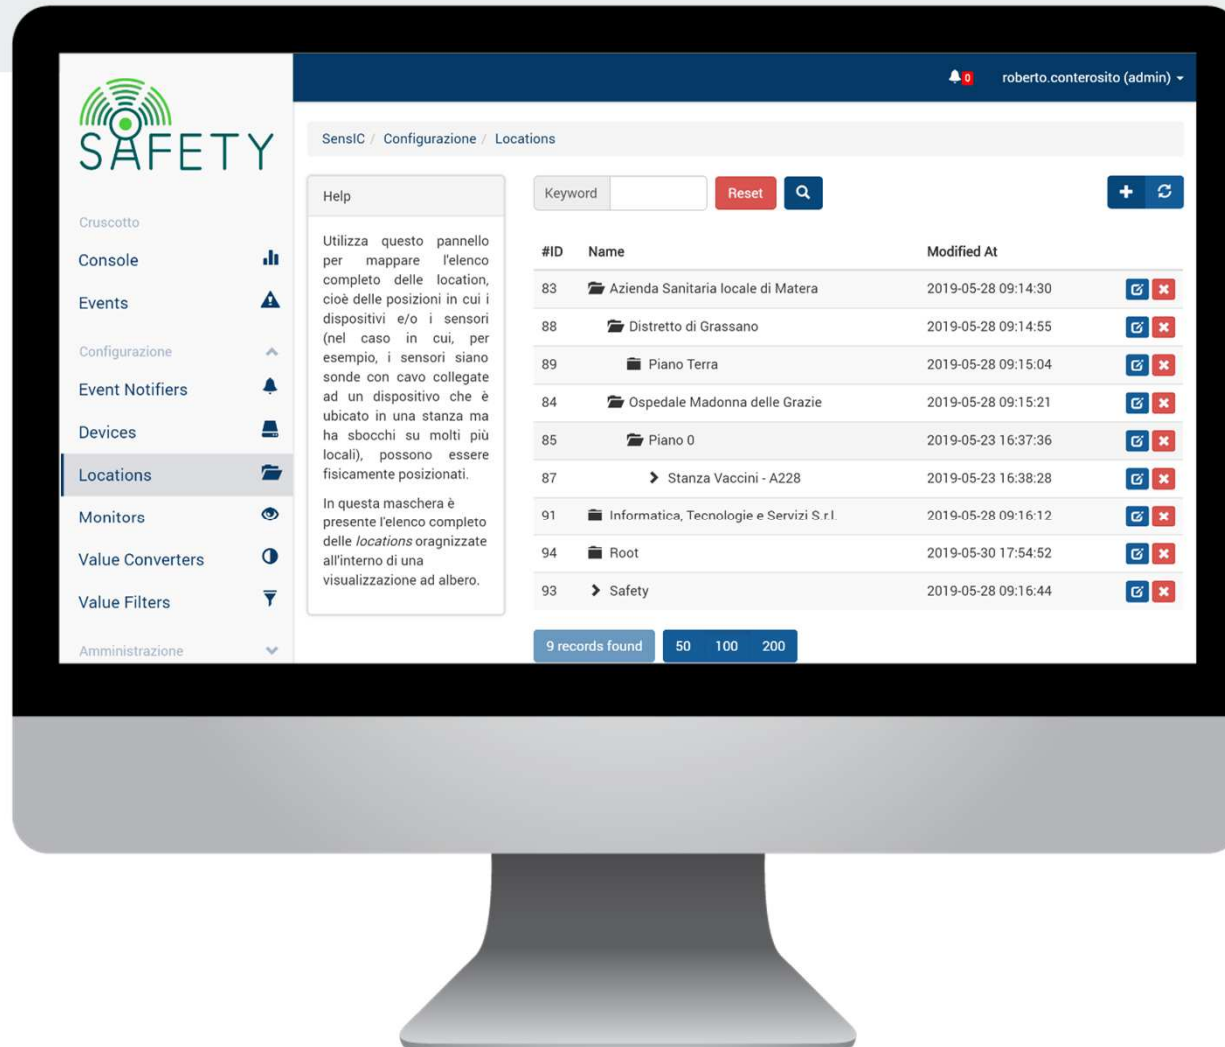 SAFETY
Cruscotto
Console
Events
Configurazione
Event Notifiers
Devices
Locations
Monitors
Value Converters
Value Filters
Amministrazione
0
roberto.conterosito (admin)
SensIC / Configurazione / Locations
Help
Utilizza questo pannello
per mappare l'elenco
completo delle location,
cioè delle posizioni in cui i
dispositivi e/o i sensori
(nel caso in cui, per
esempio, i sensori siano
sonde con cavo collegate
ad un dispositivo che è
ubicato in una stanza ma
ha sbocchi su molti più
locali), possono essere
fisicamente posizionati.
In questa maschera è
presente l'elenco completo
delle locations oragnizzate
all'interno di una
visualizzazione ad albero.
Keyword Reset
#ID Name Modified At
83 Azienda Sanitaria locale di Matera 2019-05-28 09:14:30
88 Distretto di Grassano 2019-05-28 09:14:55
89 Piano Terra 2019-05-28 09:15:04
84 Ospedale Madonna delle Grazie 2019-05-28 09:15:21
85 Piano 0 2019-05-23 16:37:36
87 Stanza Vaccini - A228 2019-05-23 16:38:28
91 Informatica, Tecnologie e Servizi S.r.l. 2019-05-28 09:16:12
94 Root 2019-05-30 17:54:52
93 Safety 2019-05-28 09:16:44
9 records found 50 100 200